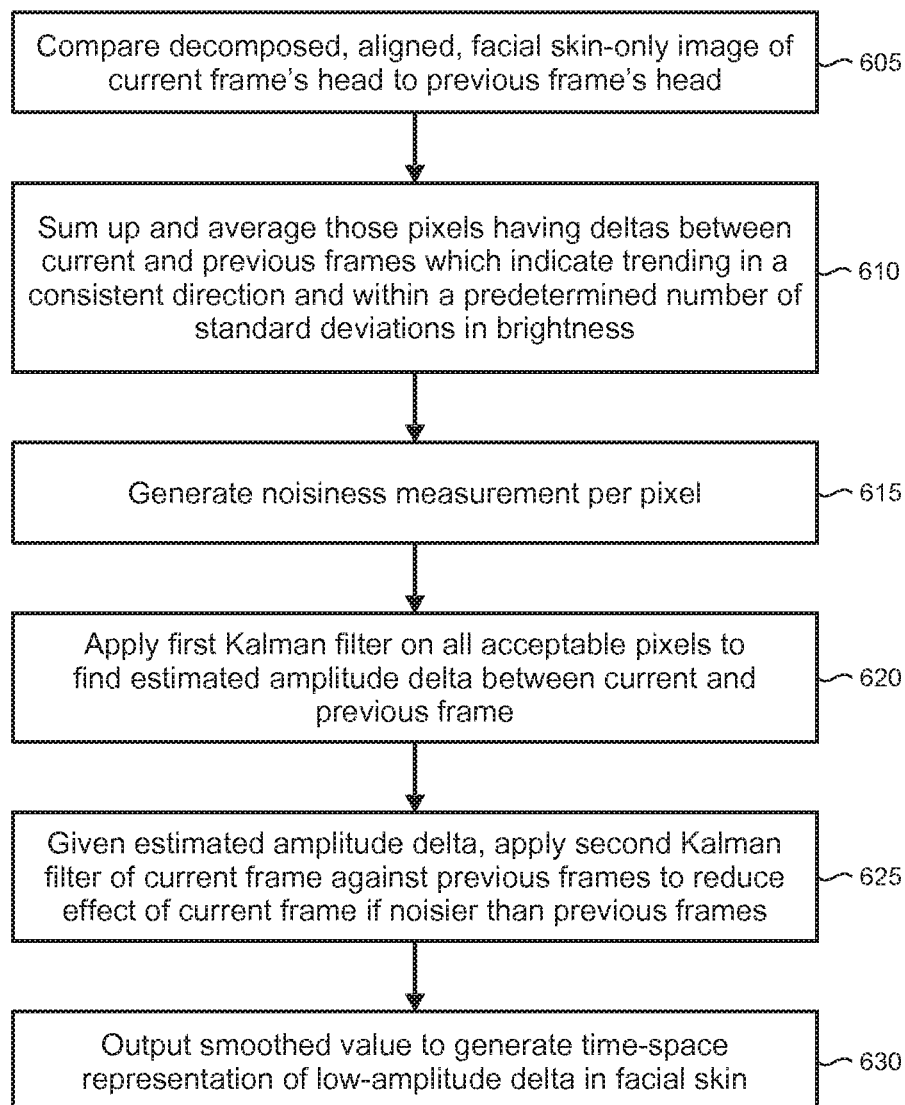 Compare decomposed, aligned, facial skin-only image of
current frame's head to previous frame's head
605
Sum up and average those pixels having deltas between
current and previous frames which indicate trending in a
consistent direction and within a predetermined number of
standard deviations in brightness
610
Generate noisiness measurement per pixel
615
Apply first Kalman filter on all acceptable pixels to
find estimated amplitude delta between current and
previous frame
620
Given estimated amplitude delta, apply second Kalman
filter of current frame against previous frames to reduce
effect of current frame if noisier than previous frames
625
Output smoothed value to generate time-space
representation of low-amplitude delta in facial skin
630